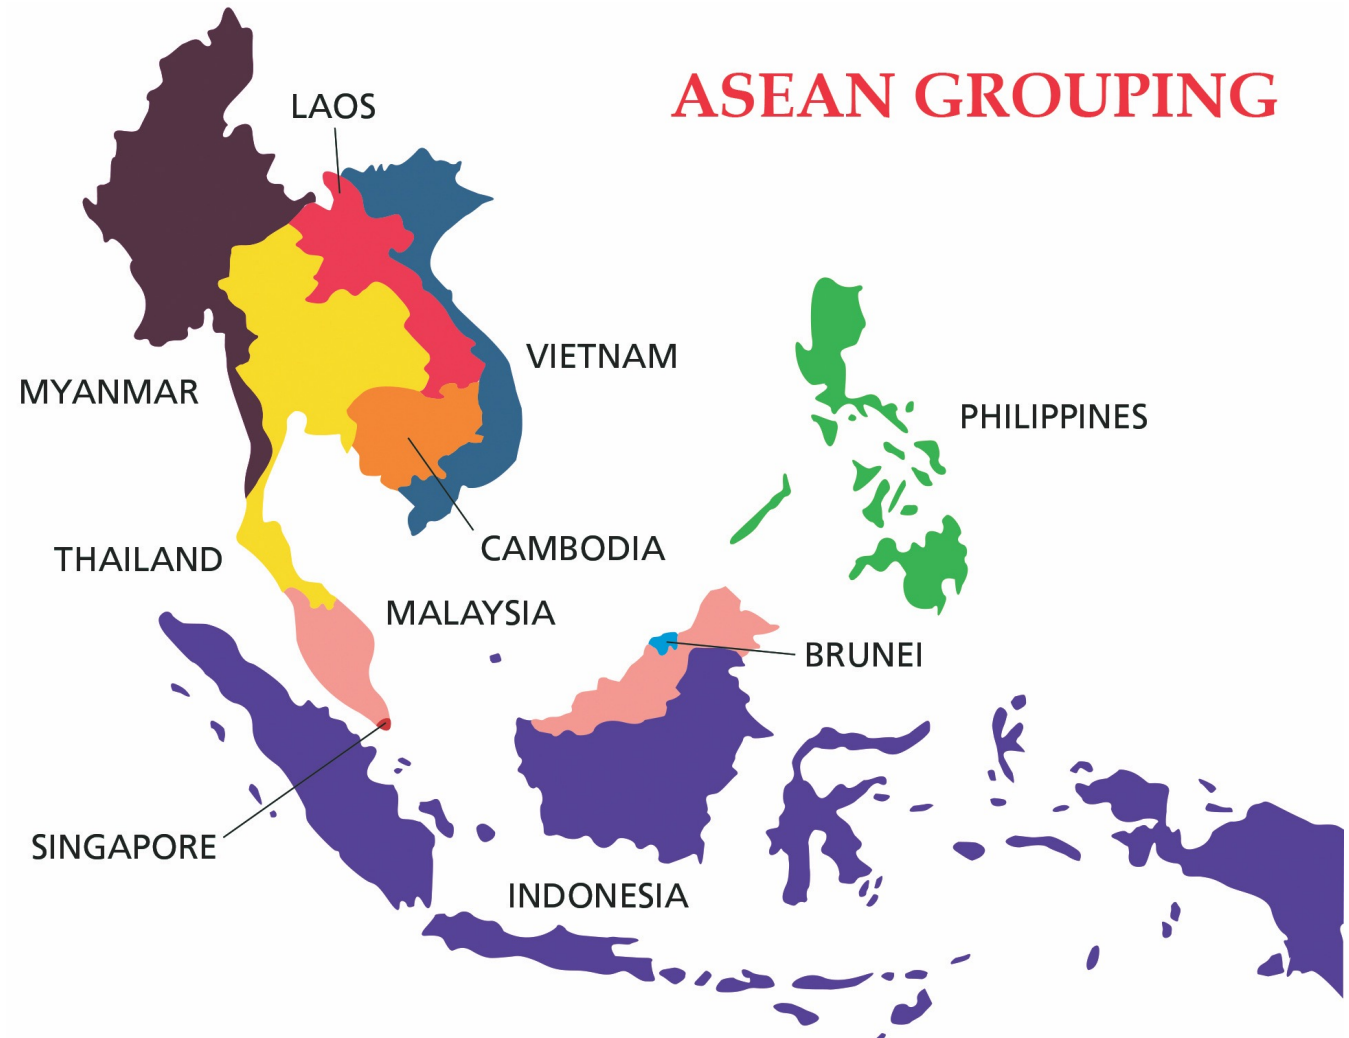 ASEAN GROUPING
LAOS
VIETNAM
MYANMAR
PHILIPPINES
CAMBODIA
THAILAND
MALAYSIA
BRUNEI
SINGAPORE
INDONESIA